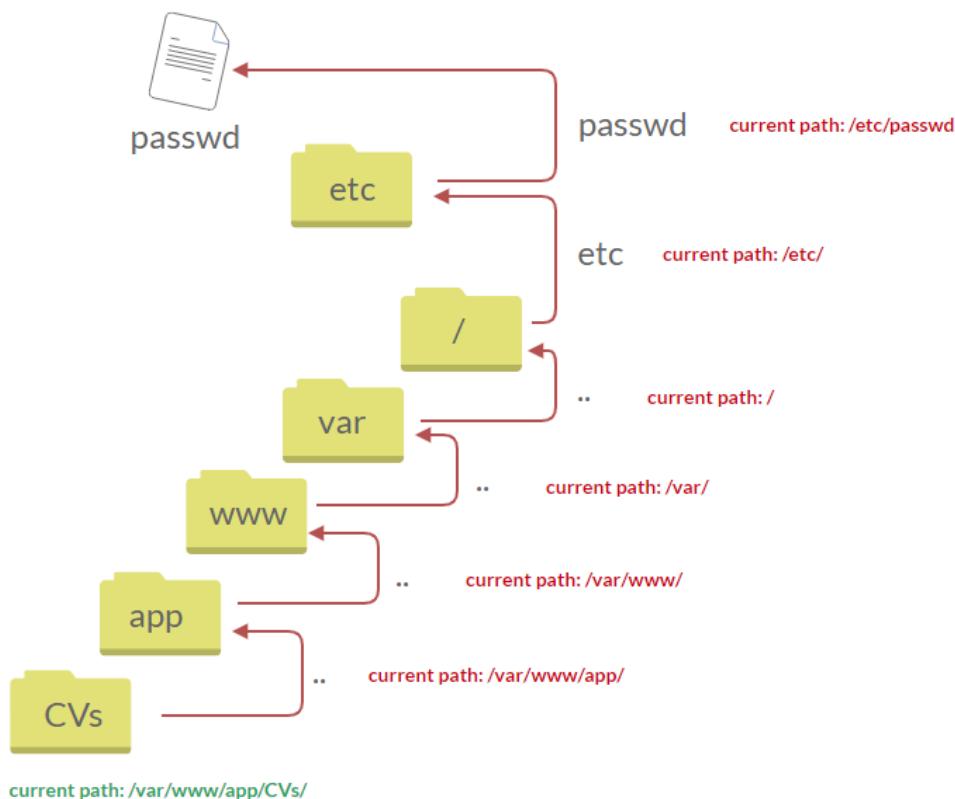 passwd
passwd
current path: /etc/passwd
etc
etc
current path: /etc/
/
..
current path: /
var
..
current path: /var/
www
..
current path: /var/www/
app
..
current path: /var/www/app/
CVs
current path: /var/www/app/CVs/